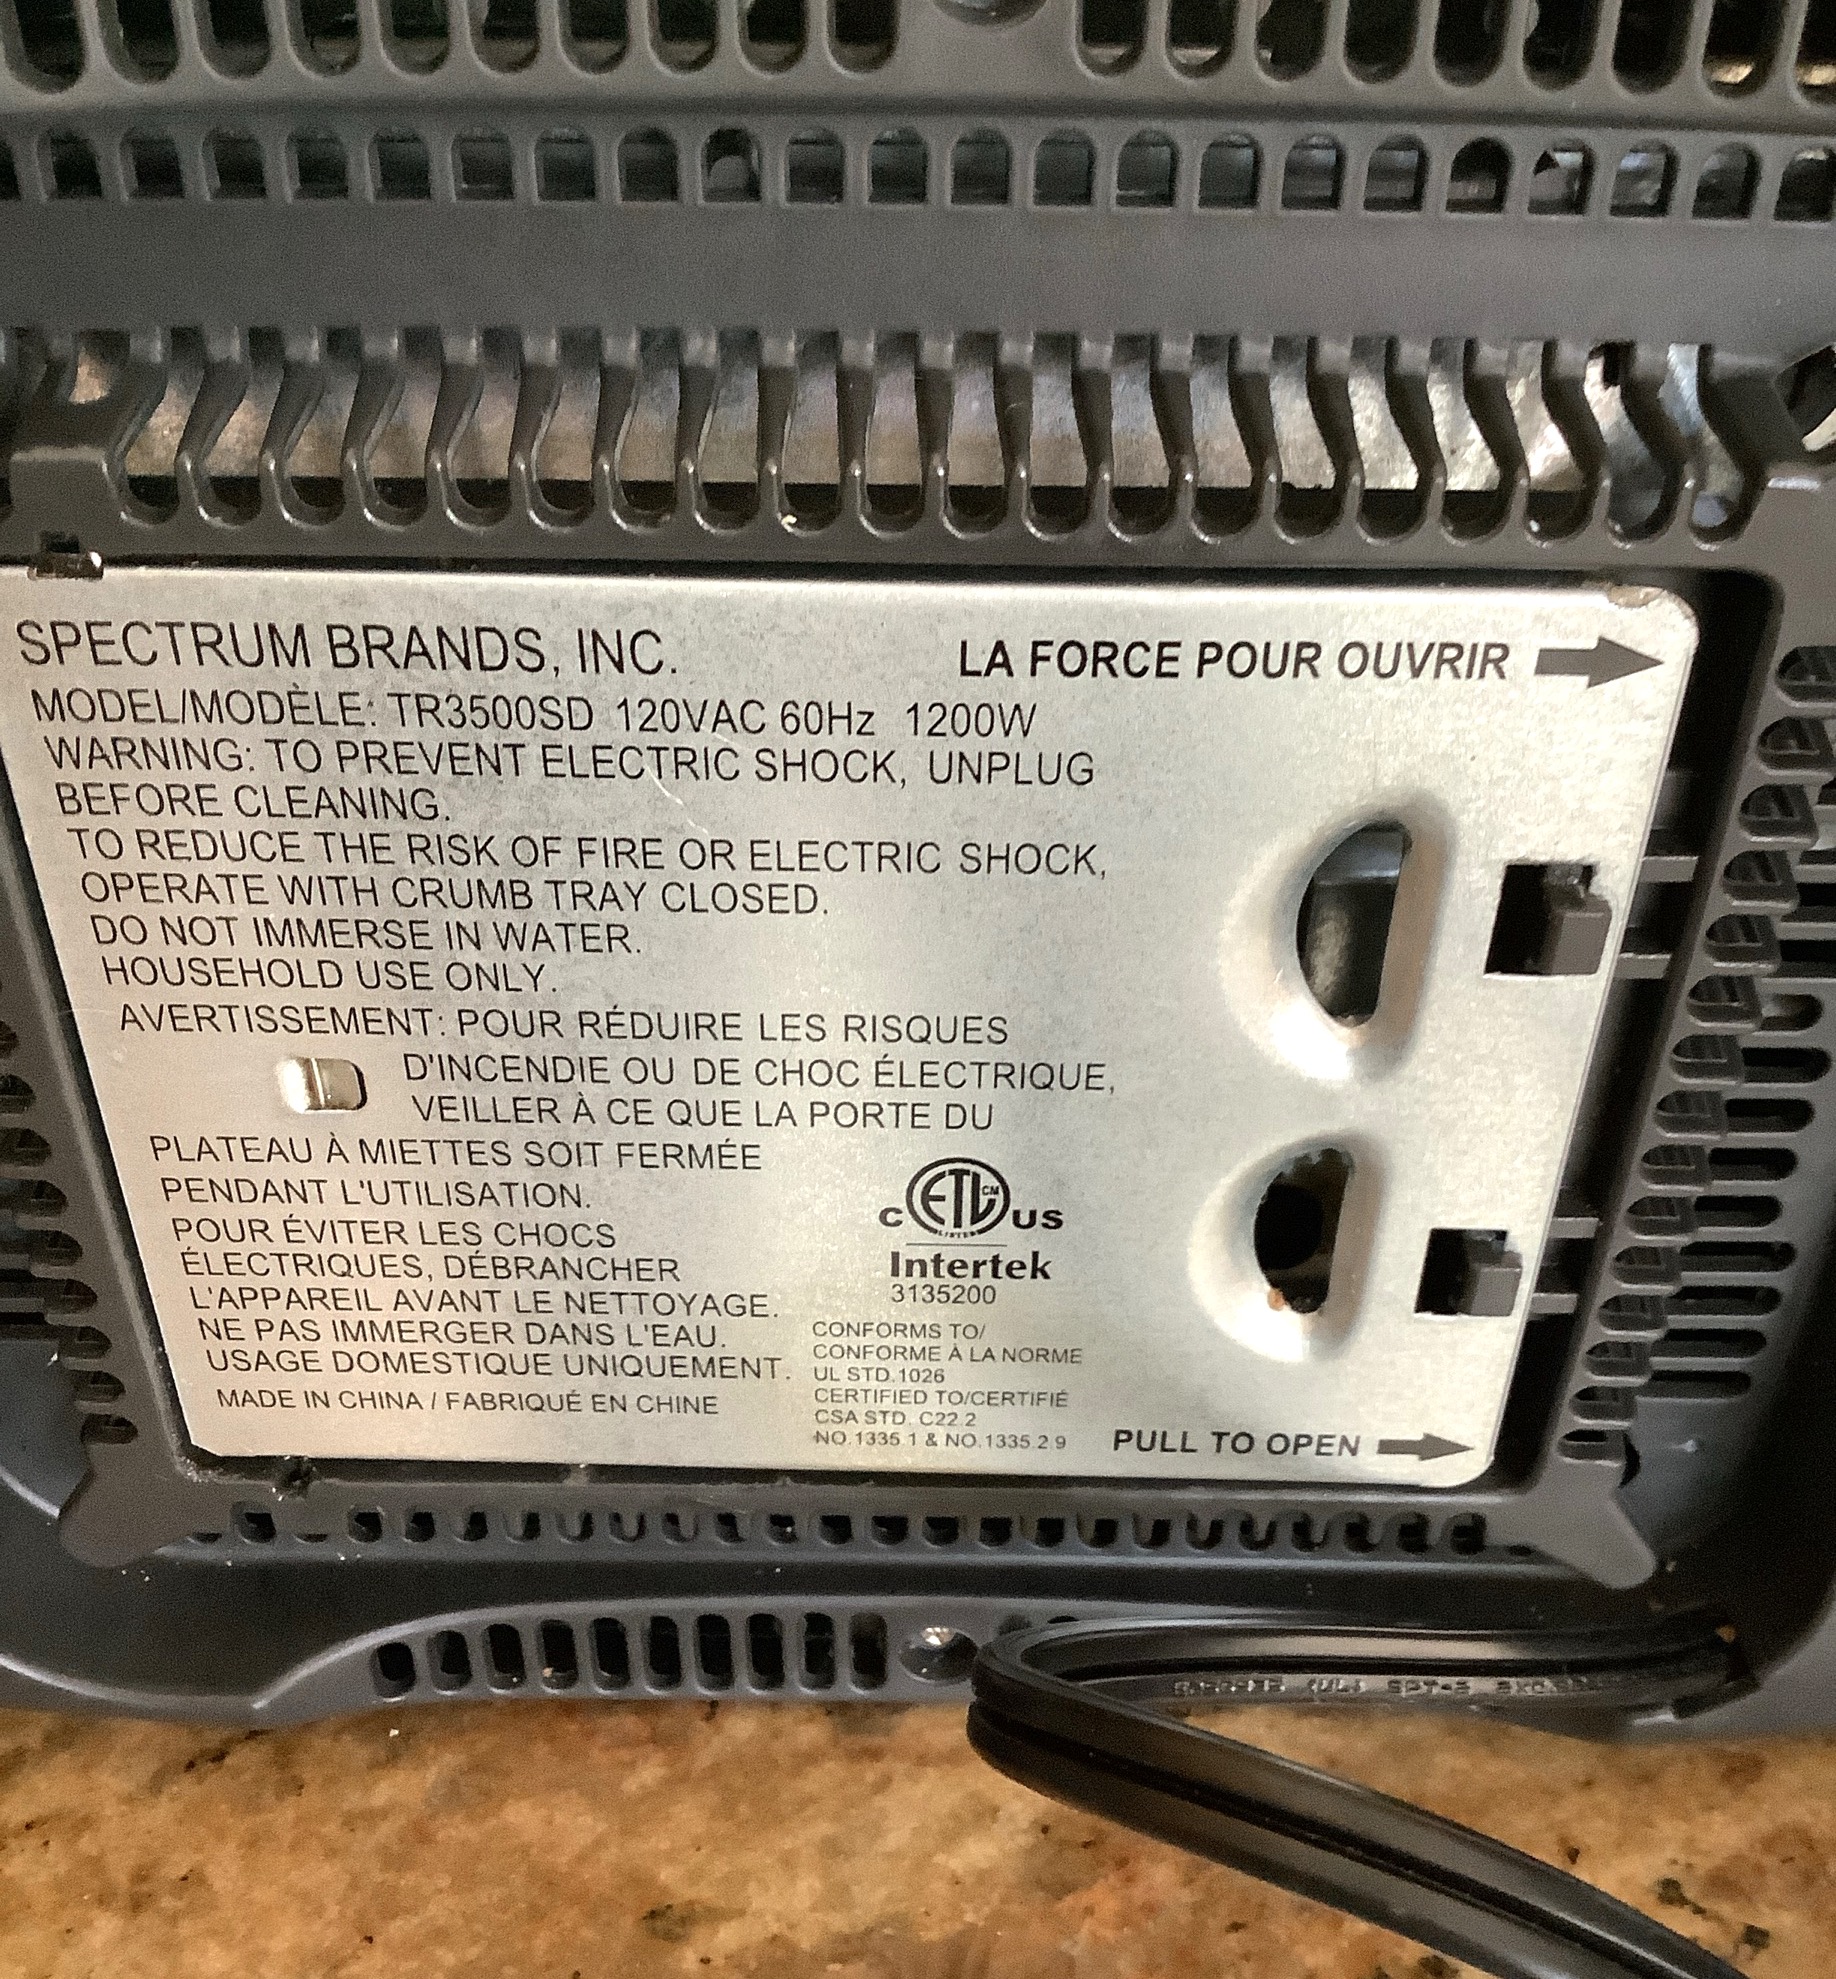 SPECTRUM BRANDS, INC.
LA FORCE POUR OUVRIR
MODEL/MODÈLE: TR3500SD 120VAC 60Hz 1200W
WARNING: TO PREVENT ELECTRIC SHOCK, UNPLUG
BEFORE CLEANING.
TO REDUCE THE RISK OF FIRE OR ELECTRIC SHOCK,
OPERATE WITH CRUMB TRAY CLOSED.
DO NOT IMMERSE IN WATER.
HOUSEHOLD USE ONLY.
AVERTISSEMENT: POUR RÉDUIRE LES RISQUES
D'INCENDIE OU DE CHOC ÉLECTRIQUE,
VEILLER À CE QUE LA PORTE DU
PLATEAU À MIETTES SOIT FERMÉE
PENDANT L'UTILISATION.
POUR ÉVITER LES CHOCS
ÉLECTRIQUES, DÉBRANCHER
L'APPAREIL AVANT LE NETTOYAGE.
NE PAS IMMERGER DANS L'EAU.
USAGE DOMESTIQUE UNIQUEMENT.
MADE IN CHINA / FABRIQUÉ EN CHINE
c ETL CM us
LISTED
Intertek
3135200
CONFORMS TO/
CONFORME À LA NORME
UL STD.1026
CERTIFIED TO/CERTIFIÉ
CSA STD. C22.2
NO.1335.1 & NO.1335.2.9
PULL TO OPEN
(UL) SPT-2